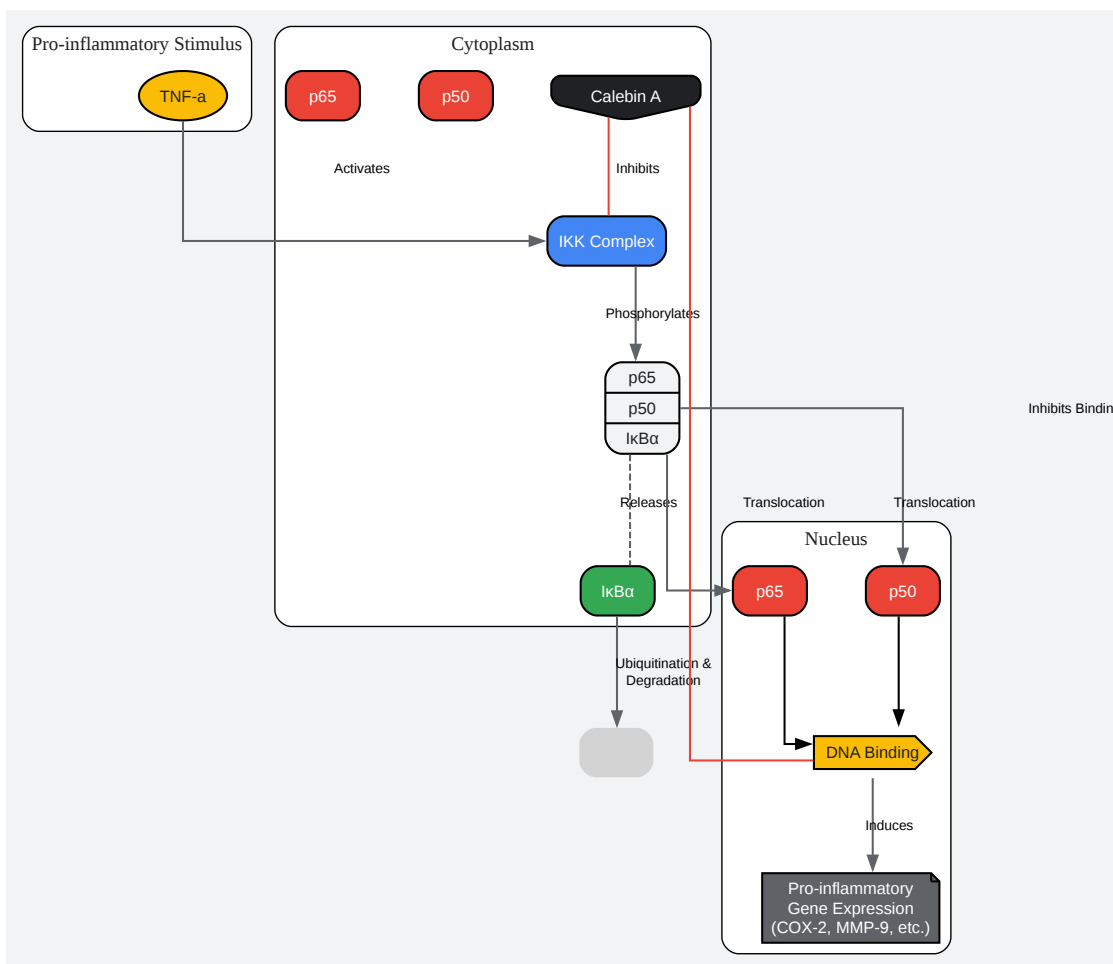 Pro-inflammatory Stimulus
Cytoplasm
TNF-a
p65
p50
Calebin A
Activates
Inhibits
IKK Complex
Phosphorylates
p65
p50
IκBα
Inhibits Bindin
Releases
Translocation
Translocation
Nucleus
IκBα
p65
p50
Ubiquitination &
Degradation
DNA Binding
Induces
Pro-inflammatory
Gene Expression
(COX-2, MMP-9, etc.)